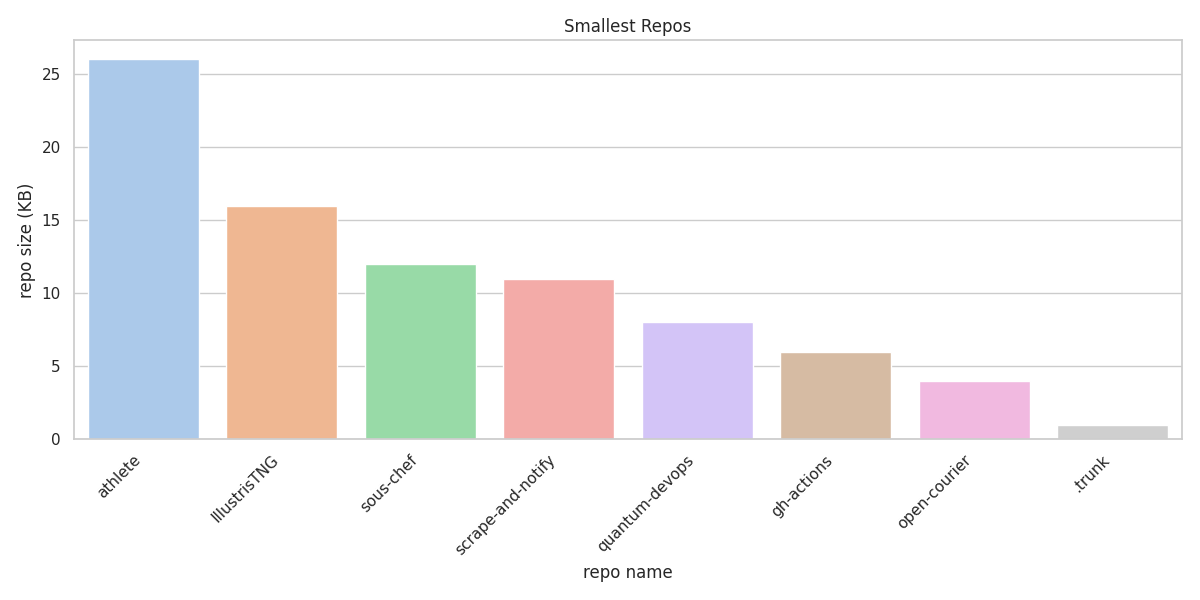 Smallest Repos
repo size (KB)
25
20
15
10
5
0
athlete
IllustrisTNG
sous-chef
scrape-and-notify
quantum-devops
gh-actions
open-courier
.trunk
repo name